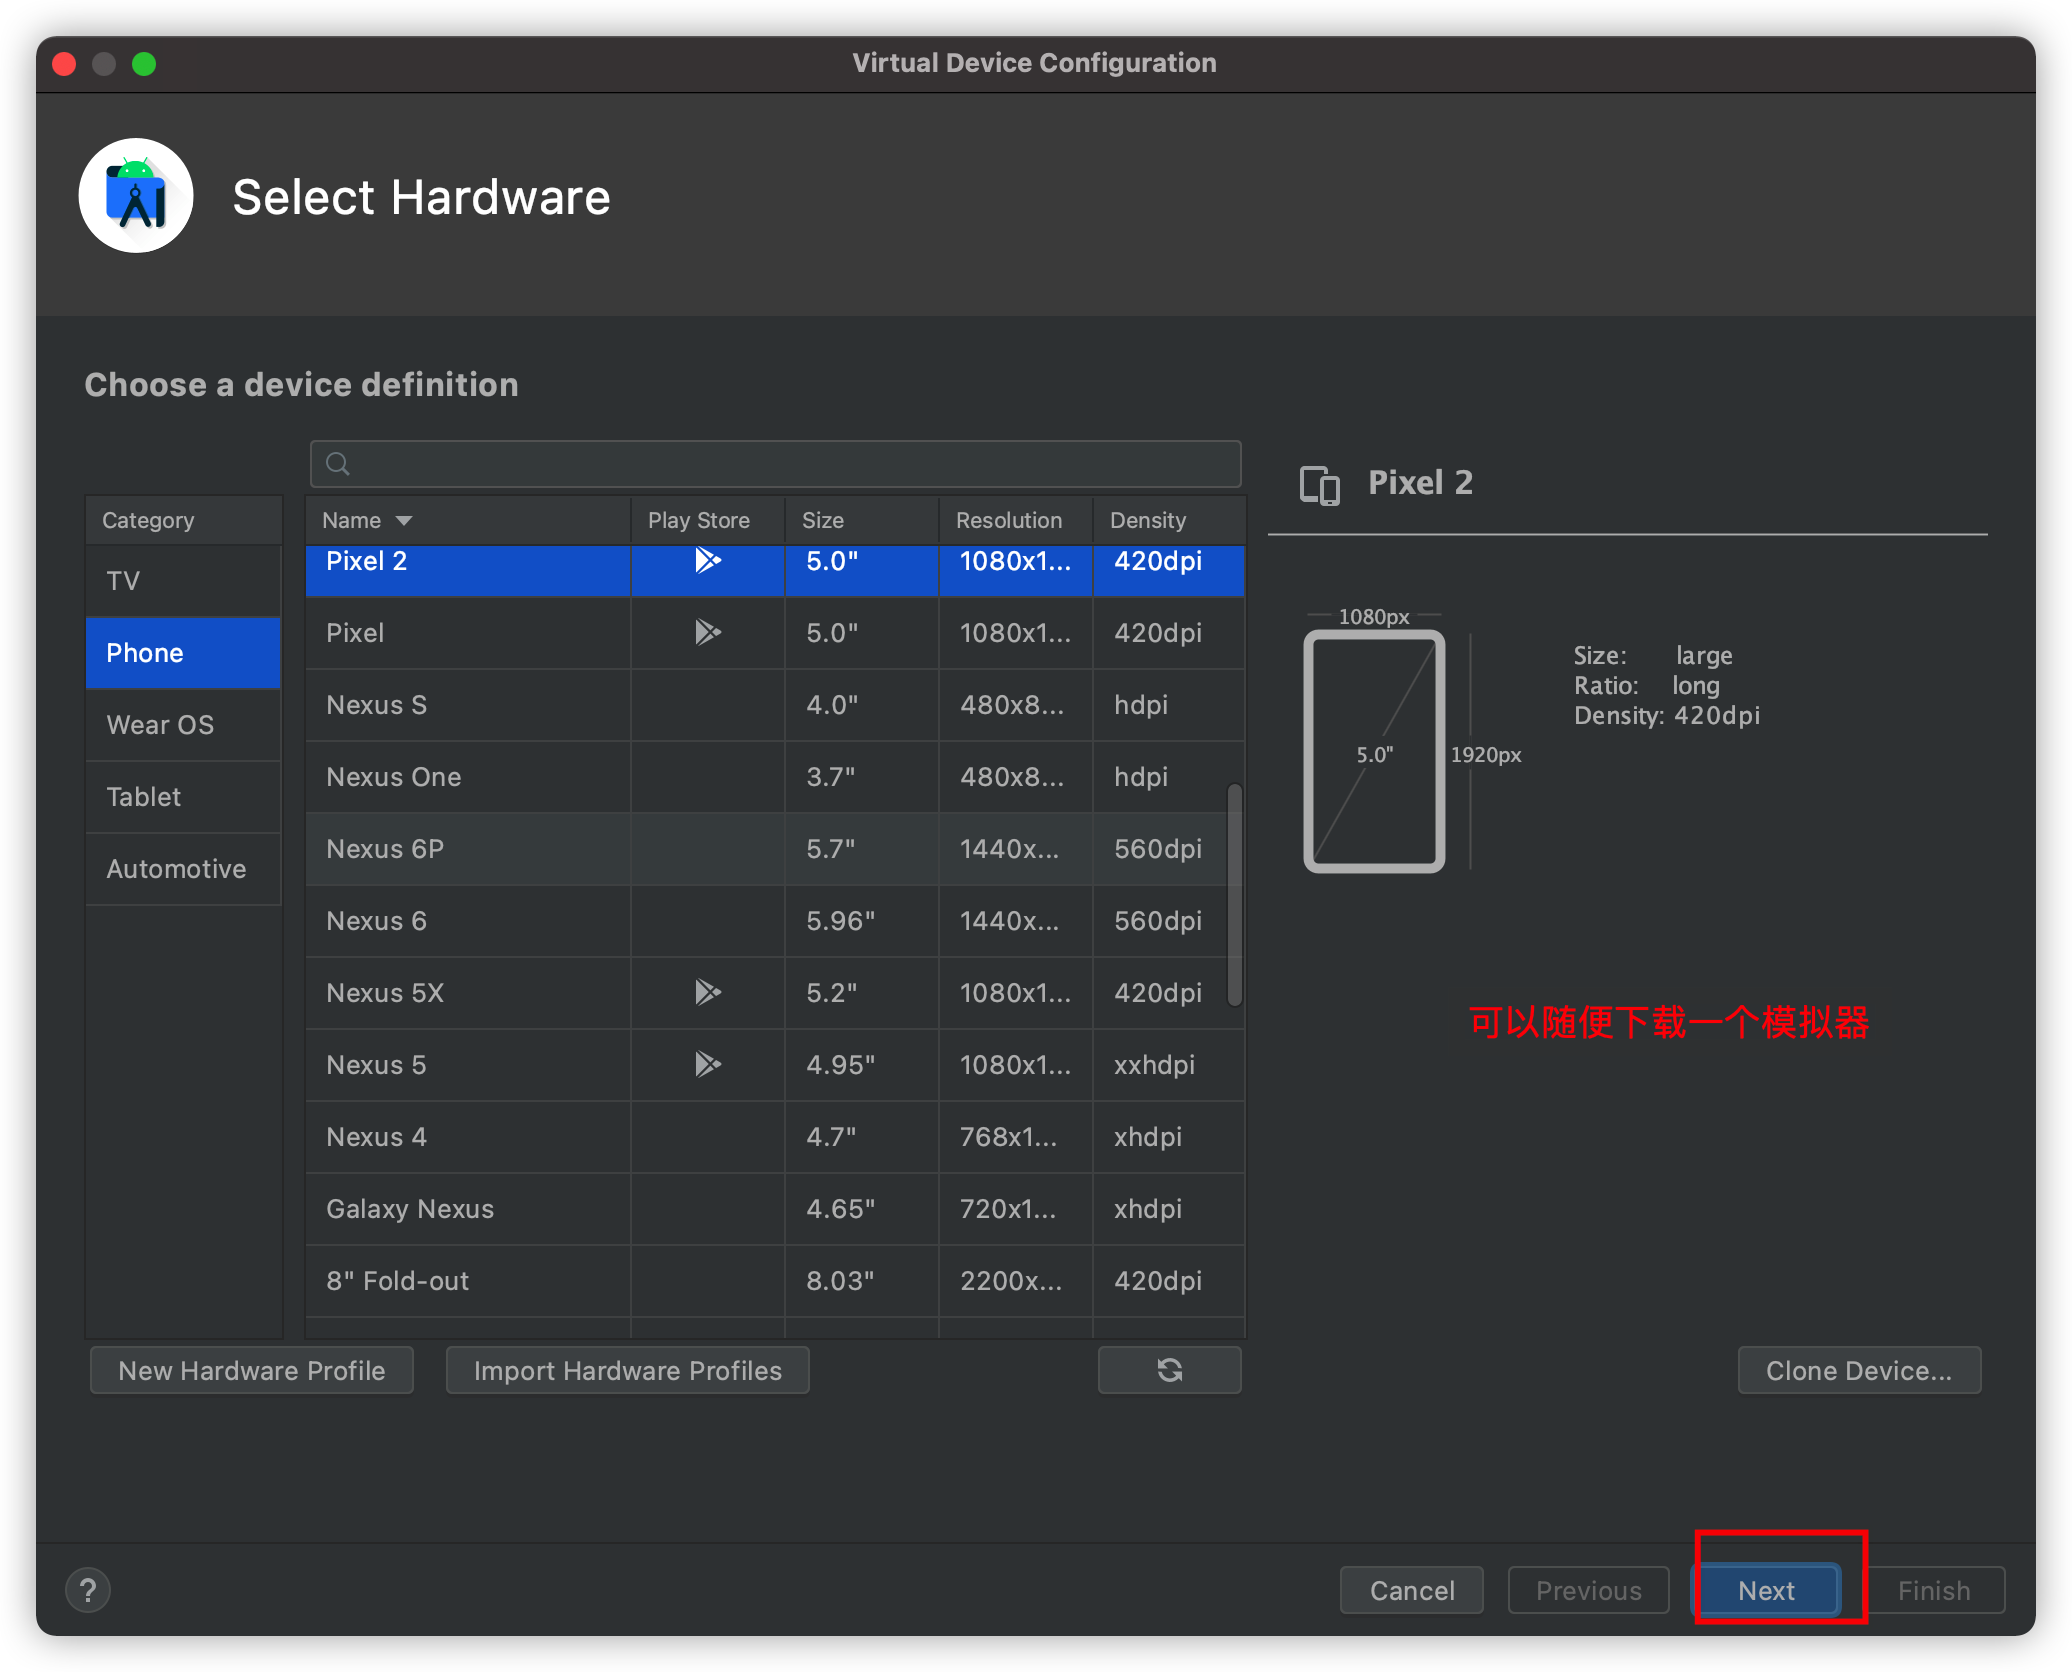 Virtual Device Configuration
Select Hardware
Choose a device definition
Category
TV
Phone
Wear OS
Tablet
Automotive
Name Play Store Size Resolution Density
Pixel 2 5.0" 1080x1... 420dpi
Pixel 5.0" 1080x1... 420dpi
Nexus S 4.0" 480x8... hdpi
Nexus One 3.7" 480x8... hdpi
Nexus 6P 5.7" 1440x... 560dpi
Nexus 6 5.96" 1440x... 560dpi
Nexus 5X 5.2" 1080x1... 420dpi
Nexus 5 4.95" 1080x1... xxhdpi
Nexus 4 4.7" 768x1... xhdpi
Galaxy Nexus 4.65" 720x1... xhdpi
8" Fold-out 8.03" 2200x... 420dpi
Pixel 2
1080px
5.0"
1920px
Size: large
Ratio: long
Density: 420dpi
可以随便下载一个模拟器
New Hardware Profile Import Hardware Profiles Clone Device...
? Cancel Previous Next Finish